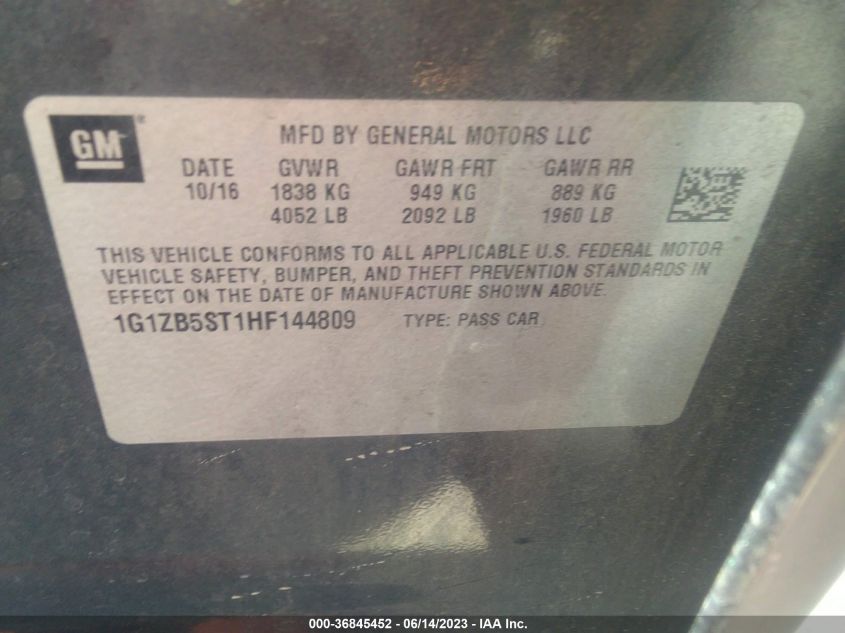 GM®
MFD BY GENERAL MOTORS LLC
DATE GVWR GAWR FRT GAWR RR
10/16 1838 KG 949 KG 889 KG
4052 LB 2092 LB 1960 LB
THIS VEHICLE CONFORMS TO ALL APPLICABLE U.S. FEDERAL MOTOR
VEHICLE SAFETY, BUMPER, AND THEFT PREVENTION STANDARDS IN
EFFECT ON THE DATE OF MANUFACTURE SHOWN ABOVE.
1G1ZB5ST1HF144809 TYPE: PASS CAR
000-36845452 - 06/14/2023 - IAA Inc.